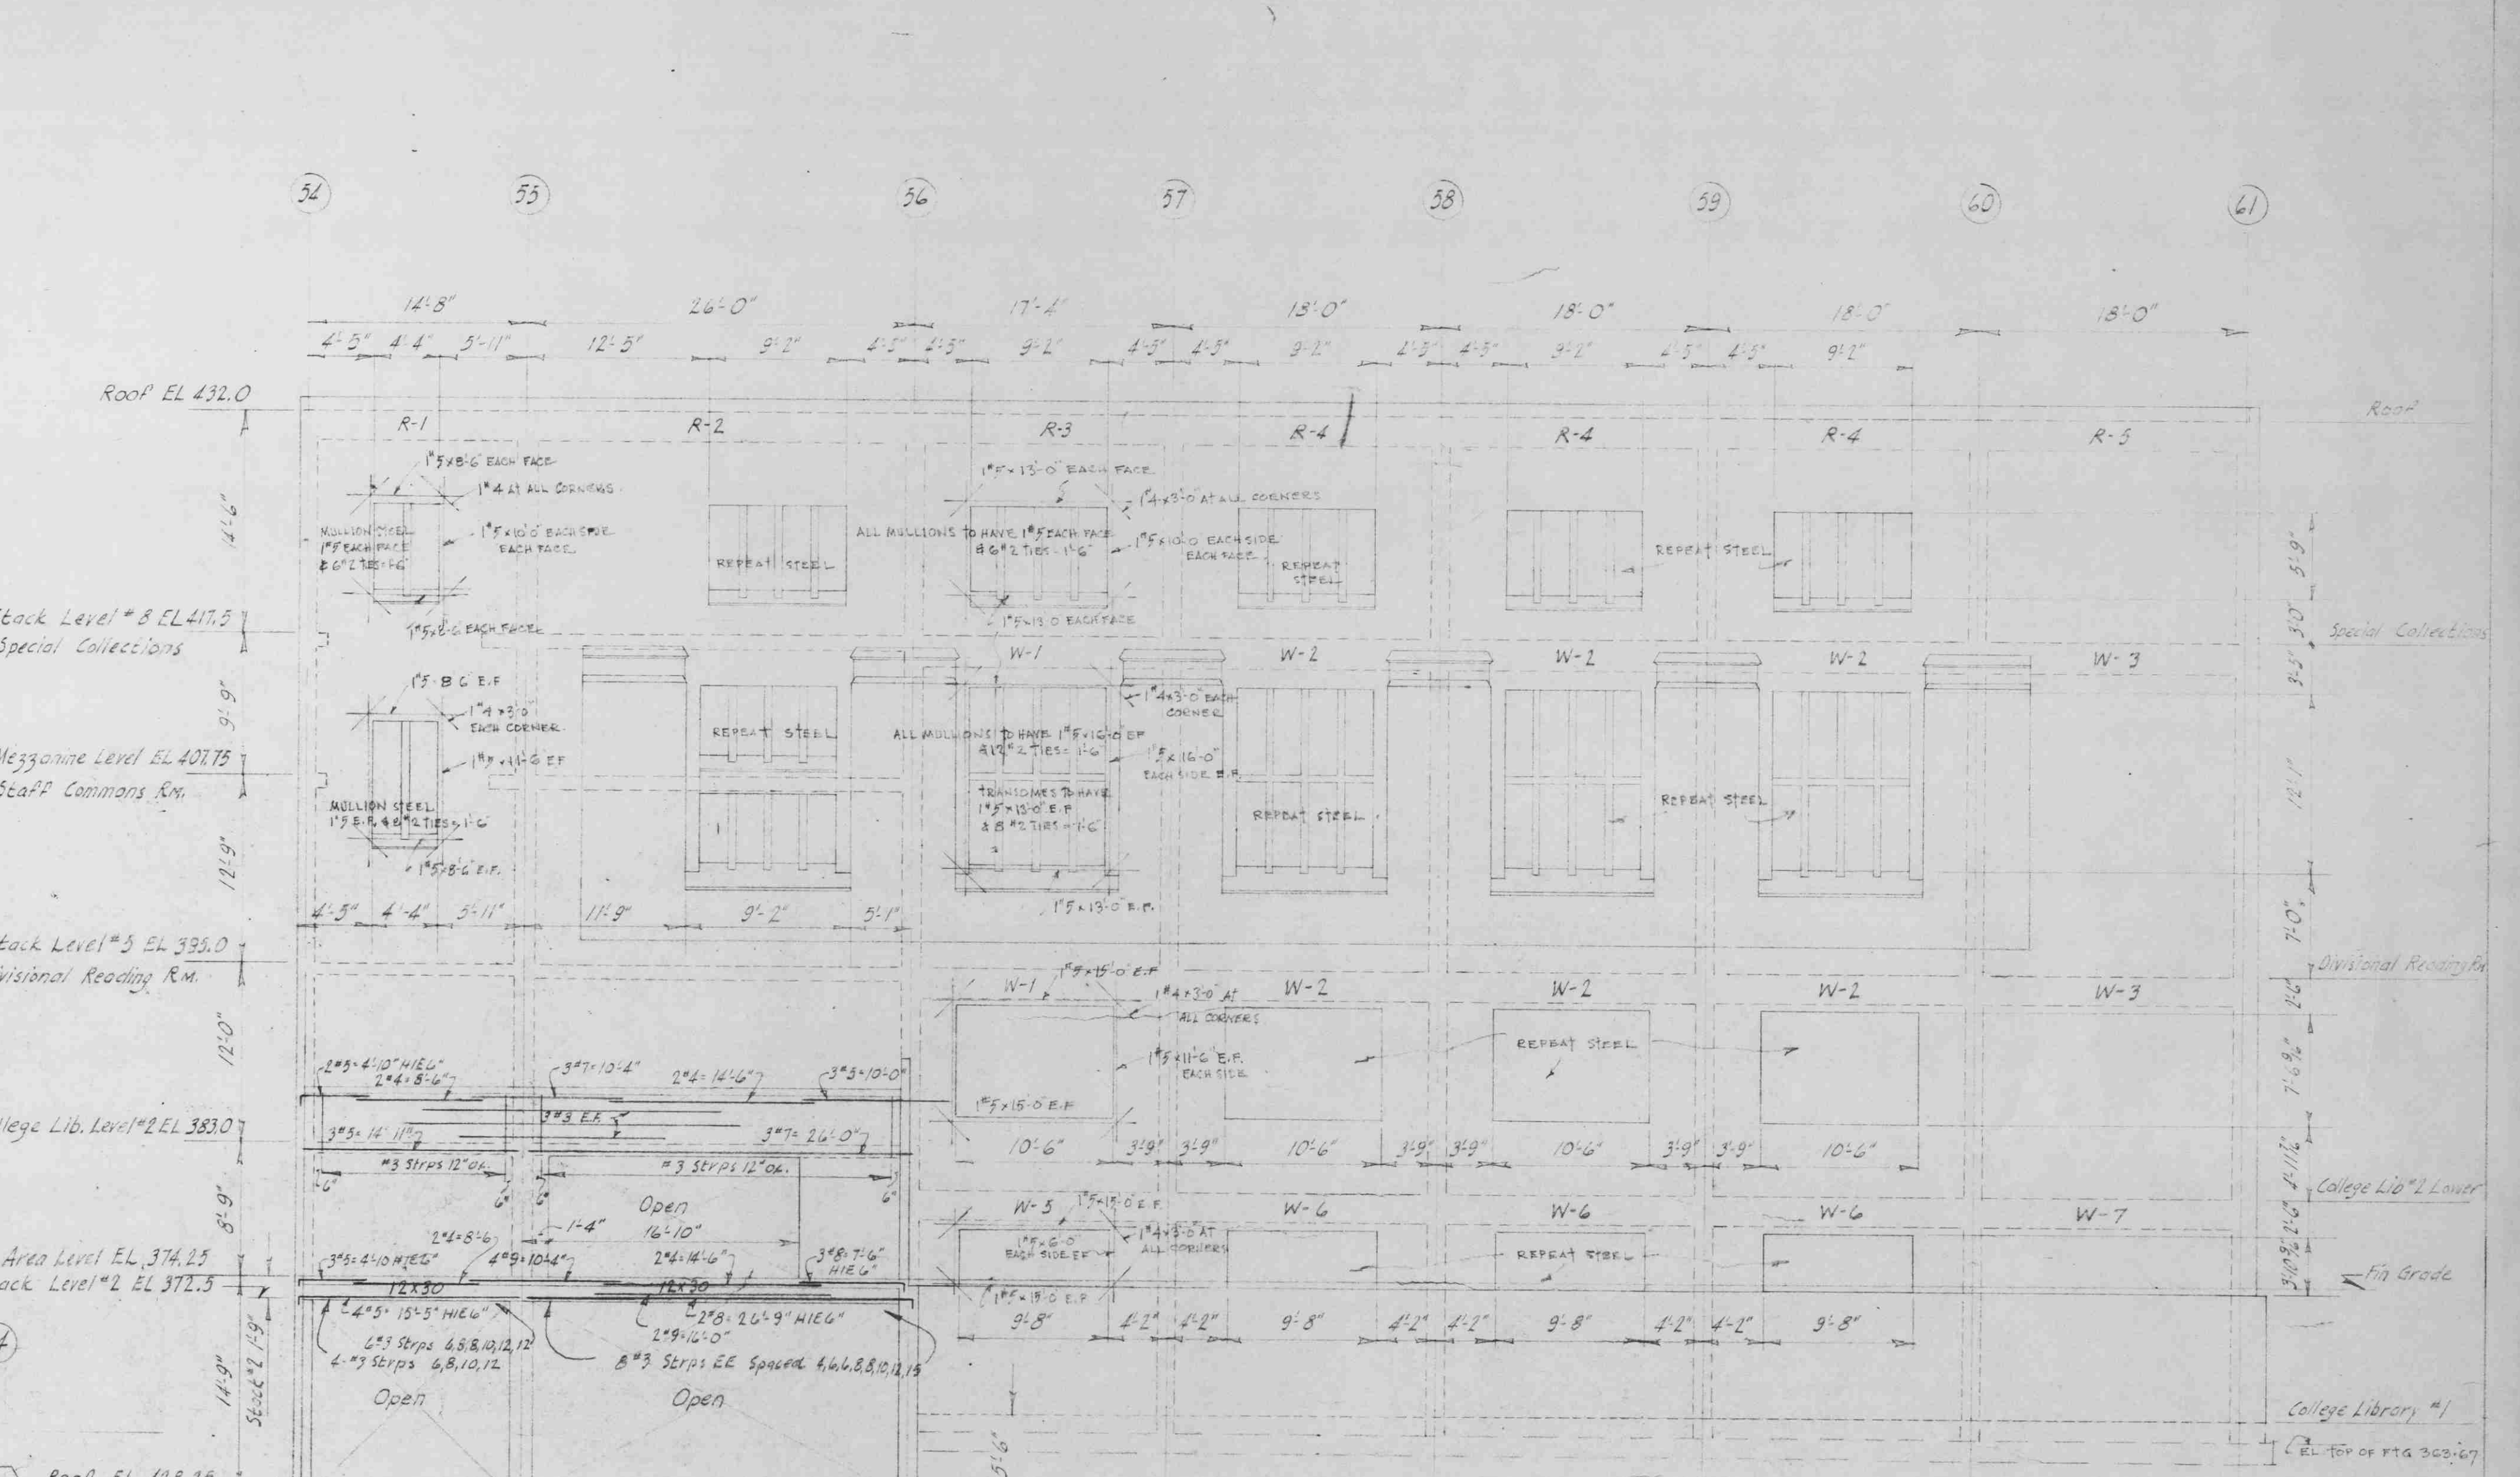 54 55 56 57 58 59 60 61
14'-8" 26'-0" 17'-4" 18'-0" 18'-0" 18'-0" 18'-0"
4'-5" 4'-4" 5'-11" 12'-5" 9'-2" 4'-5" 4'-5" 9'-2" 4'-5" 4'-5" 9'-2" 4'-5" 4'-5" 9'-2" 4'-5" 4'-5" 9'-2"
Roof EL 432.0
Roof
R-1 R-2 R-3 R-4 R-4 R-4 R-5
1#5x8'-6" EACH FACE
1#4 At ALL CORNERS
MULLION STEEL
1#5 EACH FACE
& 6#2 TIES=1'-6"
1#5x10'0" EACH SIDE
EACH FACE
REPEAT STEEL
1#5x13'-0" EACH FACE
1#4x3'-0" At ALL CORNERS
ALL MULLIONS TO HAVE 1#5 EACH FACE
& 6#2 TIES=1'-6"
1#5x10'-0 EACH SIDE
EACH FACE
REPEAT
STEEL
REPEAT STEEL
14'-6"
5'-9"
1#5x8'-6" EACH FACE
1#5x13'0 EACH FACE
tack Level #8 EL 417.5
Special Collections
3'-0"
Special Collections
3'-5"
W-1 W-2 W-2 W-2 W-3
9'-9"
1#5-8'6" E.F
1#4x3'-0"
EACH CORNER
1#5x11'-6 EF
MULLION STEEL
1#5 E.F. & 8#2 TIES=1'-6"
1#5x8'-6" E.F.
REPEAT STEEL
1#4x3'-0" EACH
CORNER
ALL MULLIONS TO HAVE 1#5x16'-0" EF
& 12#2 TIES=1'-6"
1#5x16'-0"
EACH SIDE E.F.
TRANSOMES TO HAVE
1#5x13'-0" E.F
& 8#2 TIES=1'-6"
REPEAT STEEL
REPEAT STEEL
1#5x13'-0" E.F.
Mezzanine Level EL 407.75
Staff Commons RM.
12'-9"
12'-1"
4'-5" 4'-4" 5'-11" 11'-9" 9'-2" 5'-1"
7'-0"
tack Level #5 EL 395.0
visional Reading RM.
Divisional Reading RM
2'-6"
1#5x15'-0" E.F
W-1 W-2 W-2 W-2 W-3
1#4x3'-0" AT
ALL CORNERS
REPEAT STEEL
1#5x11'-6" E.F.
EACH SIDE
1#5x15'-0" E.F
12'-0"
2#5=4'-10" HIE6"
2#4=8'-6"
3#7=10'-4"
2#4=14'-6"
3#5=10'-0"
3#3 E.F.
3#5=14'-11"
3#7=26'-0"
llege Lib. Level #2 EL 383.0
10'-6" 3'-9" 3'-9" 10'-6" 3'-9" 3'-9" 10'-6" 3'-9" 3'-9" 10'-6"
#3 Strps 12"oc.
#3 Strps 12"oc.
6" 6" 6" 6"
College Lib #2 Lower
2'-6"
8'-9"
Open
16'-10"
1'-4"
W-5 W-6 W-6 W-6 W-7
1#5x15'-0" E.F.
1#4x3'-0" AT
ALL CORNERS
1#5x6'-0"
EACH SIDE EF
REPEAT STEEL
1#5x15'-0" E.F
2#4=8'-6
3#5=4'-10 HIE6"
4#9=10'-4"
2#4=14'-6"
3#8=7'-6"
HIE6"
Area Level EL 374.25
ack Level #2 EL 372.5
12x30
12x30
Fin Grade
4#5=15'-5" HIE6"
2#8=26'-9" HIE6"
2#9=16'-0"
6-#3 Strps 6,8,8,10,12,12
4-#3 Strps 6,8,10,12
8#3 Strps EE Spaced 4,6,6,8,8,10,12,15
9'-8" 4'-2" 4'-2" 9'-8" 4'-2" 4'-2" 9'-8" 4'-2" 4'-2" 9'-8"
14'-9"
Stack #2 1'-9"
Open
Open
5'-6"
College Library #1
EL TOP OF FTG 363.67